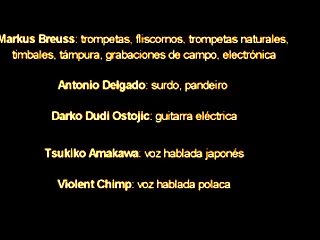 Markus Breuss: trompetas, fliscornos, trompetas naturales,
timbales, támpura, grabaciones de campo, electrónica
Antonio Delgado: surdo, pandeiro
Darko Dudi Ostojic: guitarra eléctrica
Tsukiko Amakawa: voz hablada japonés
Violent Chimp: voz hablada polaca